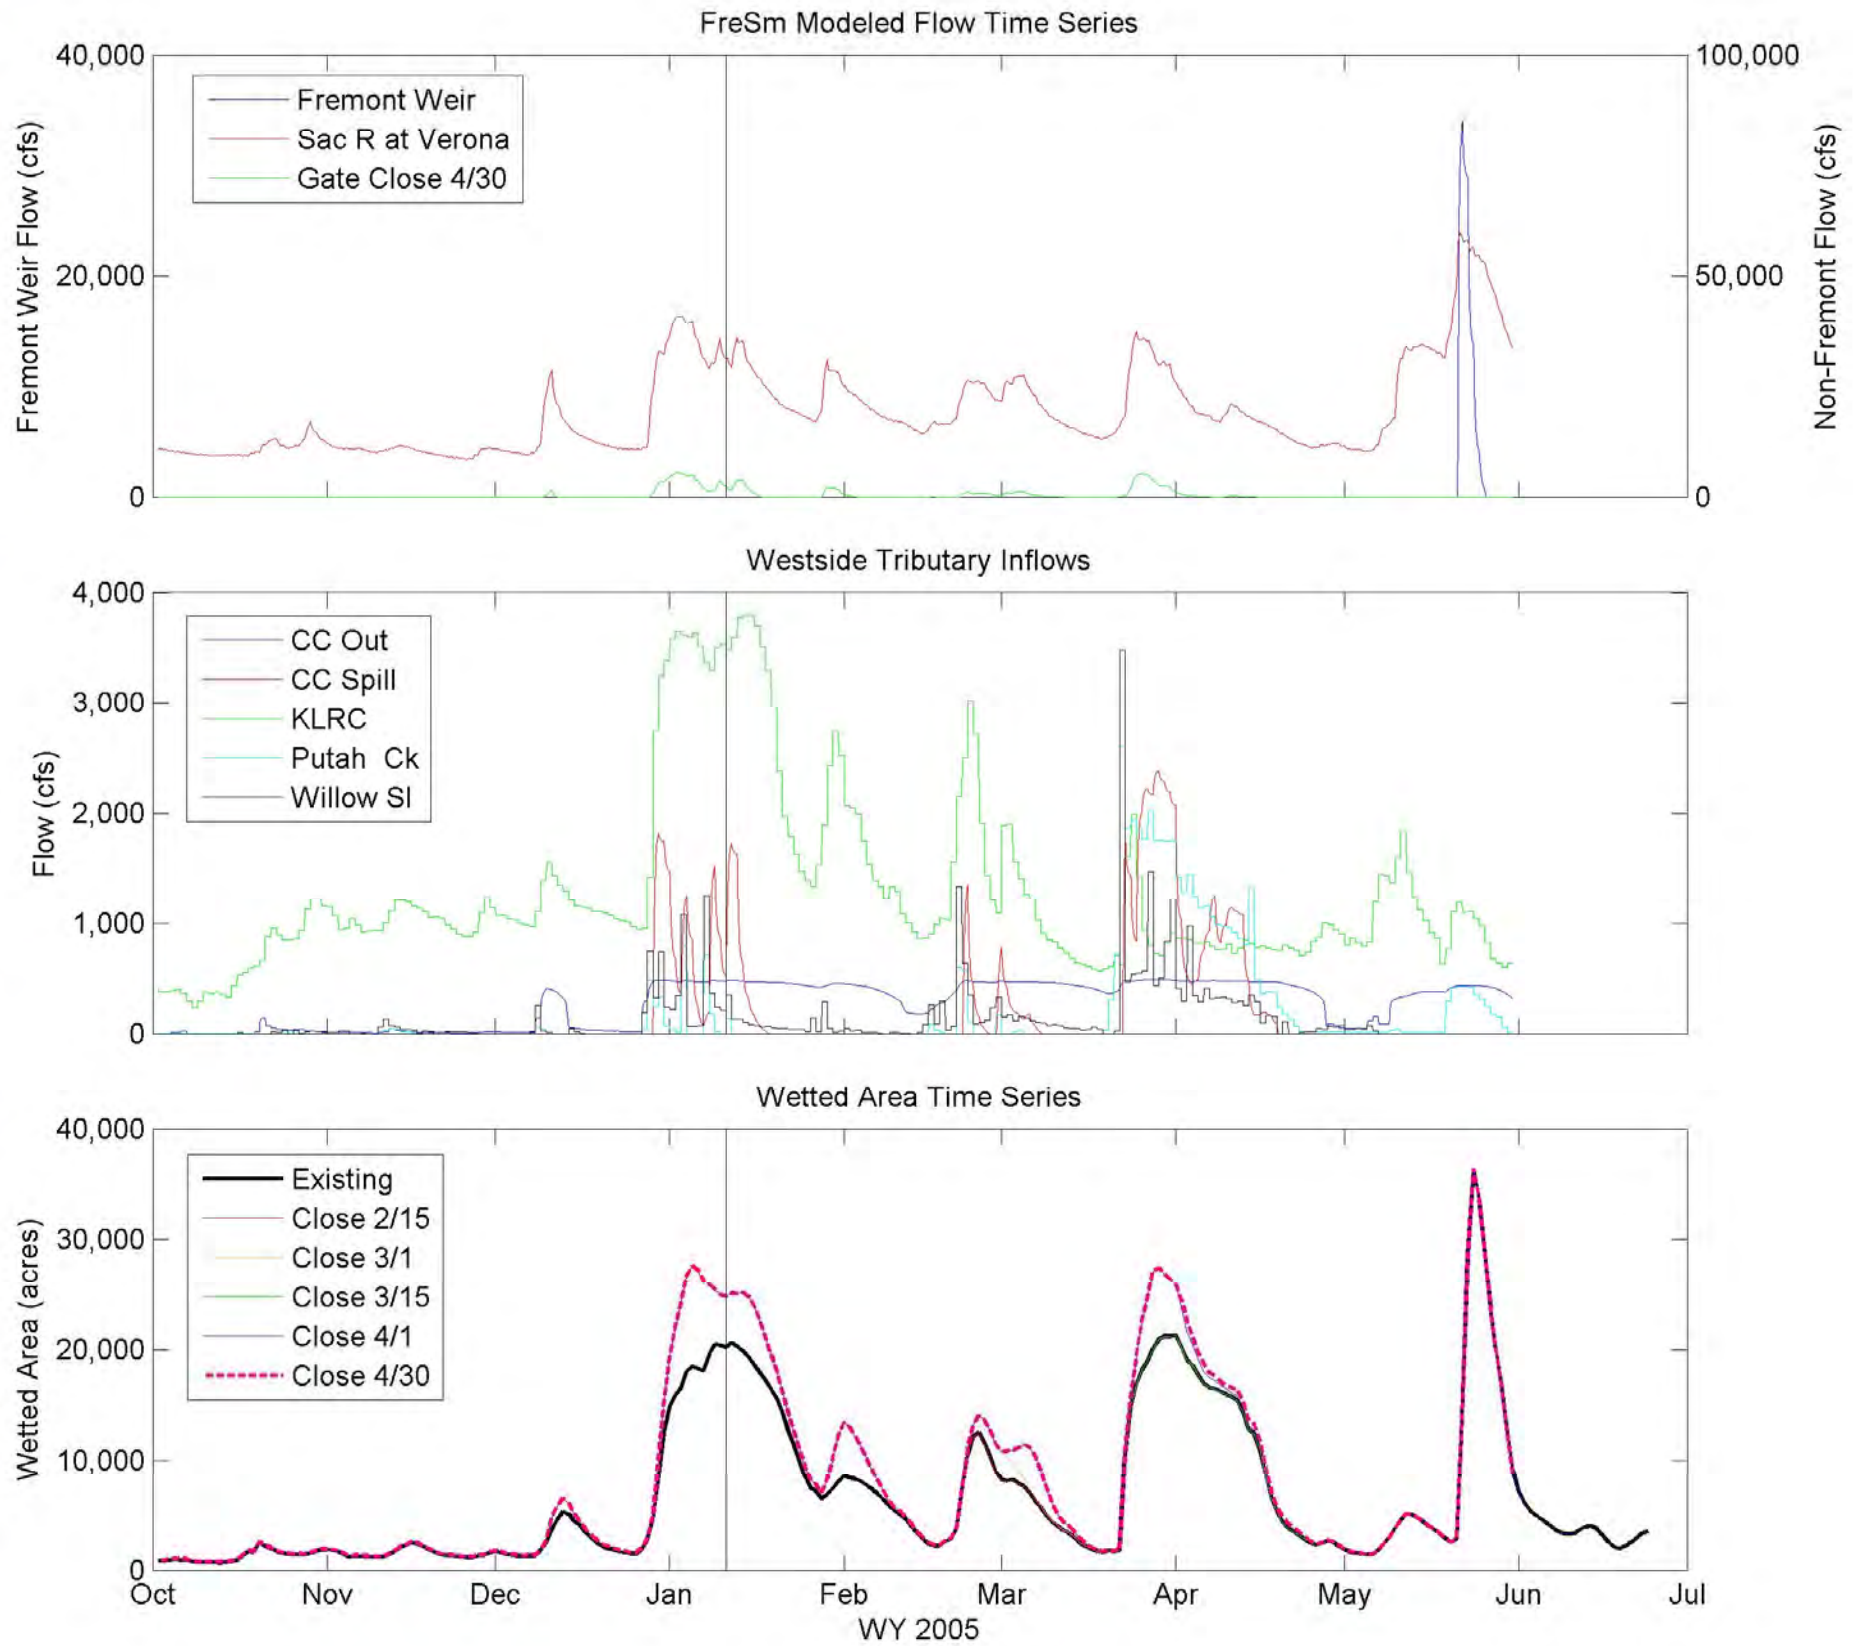 FreSm Modeled Flow Time Series
40,000
20,000
0
Fremont Weir Flow (cfs)
100,000
50,000
0
Non-Fremont Flow (cfs)
Fremont Weir
Sac R at Verona
Gate Close 4/30
Westside Tributary Inflows
4,000
3,000
2,000
1,000
0
Flow (cfs)
CC Out
CC Spill
KLRC
Putah Ck
Willow Sl
Wetted Area Time Series
40,000
30,000
20,000
10,000
0
Wetted Area (acres)
Existing
Close 2/15
Close 3/1
Close 3/15
Close 4/1
Close 4/30
Oct Nov Dec Jan Feb Mar Apr May Jun Jul
WY 2005